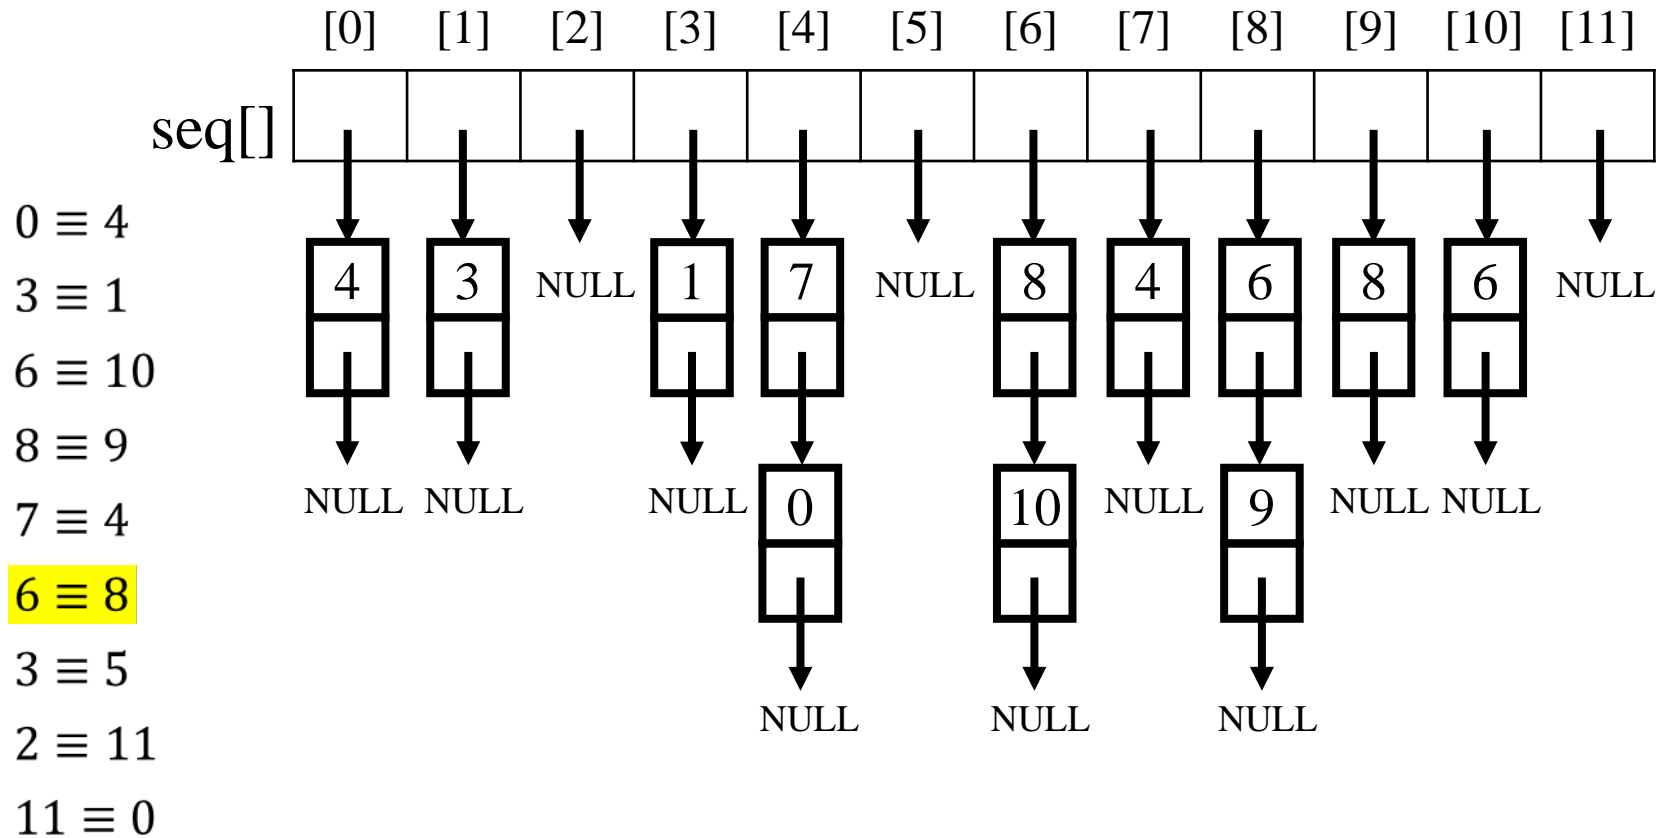 [0] [1] [2] [3] [4] [5] [6] [7] [8] [9] [10] [11]
seq[]
0 ≡ 4
3 ≡ 1
6 ≡ 10
8 ≡ 9
7 ≡ 4
6 ≡ 8
3 ≡ 5
2 ≡ 11
11 ≡ 0
4 3 NULL 1 7 NULL 8 4 6 8 6 NULL
NULL NULL NULL 0 10 NULL 9 NULL NULL
NULL NULL NULL